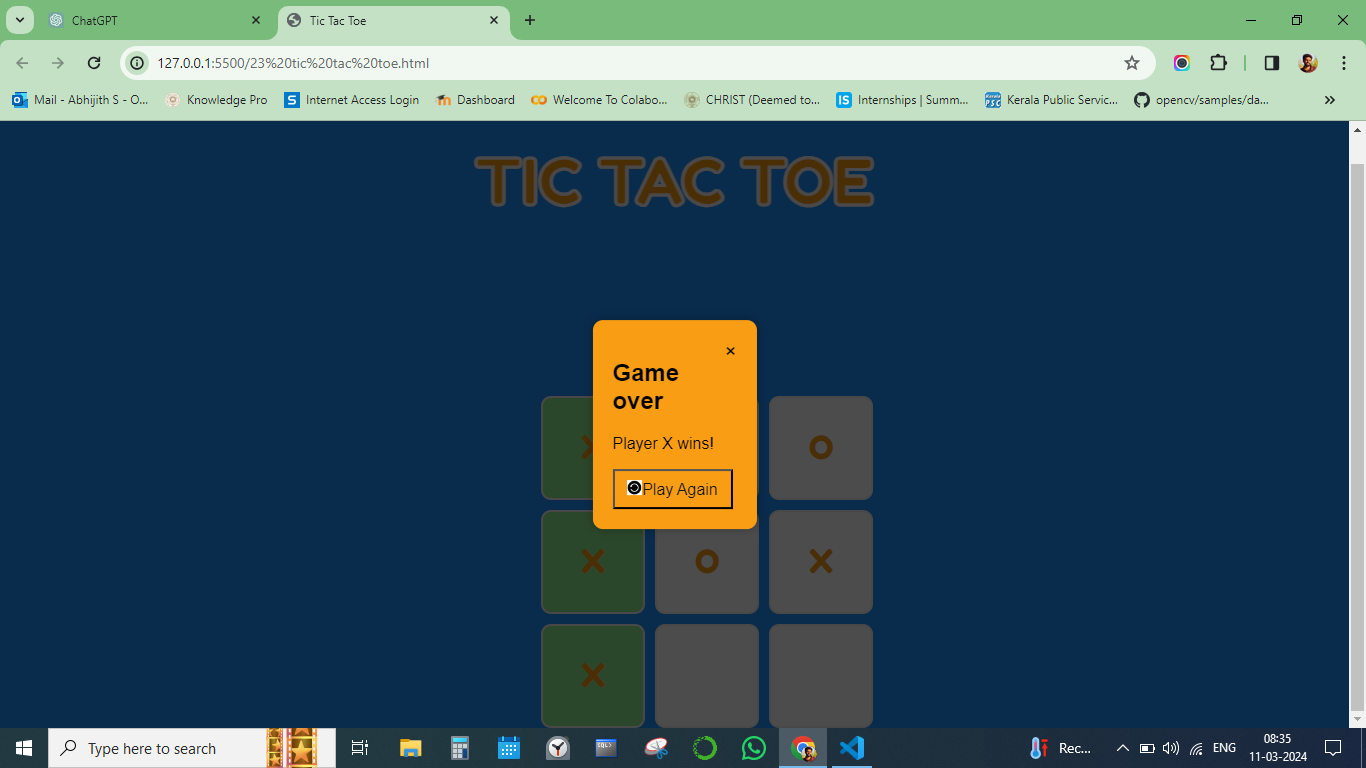 ChatGPT
Tic Tac Toe
127.0.0.1:5500/23%20tic%20tac%20toe.html
Mail - Abhijith S - O...
Knowledge Pro
Internet Access Login
Dashboard
Welcome To Colabo...
CHRIST (Deemed to...
Internships | Summ...
Kerala Public Servic...
opencv/samples/da...
TIC TAC TOE
Game
over
Player X wins!
Play Again
O
X O X
X
Type here to search
Rec...
ENG
08:35
11-03-2024